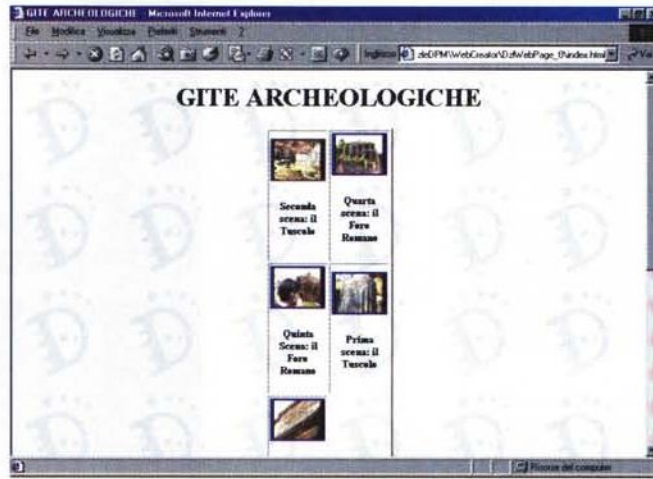 GITE ARCHEOLOGICHE - Microsoft Internet Explorer
File Modifica Visualizza Preferiti Strumenti ?
Indirizzo
GITE ARCHEOLOGICHE
Seconda
scena: il
Tuscolo
Quarta
scena: il
Foro
Romano
Quinta
Scena: il
Foro
Romano
Prima
scena: il
Tuscolo
Risorse del computer